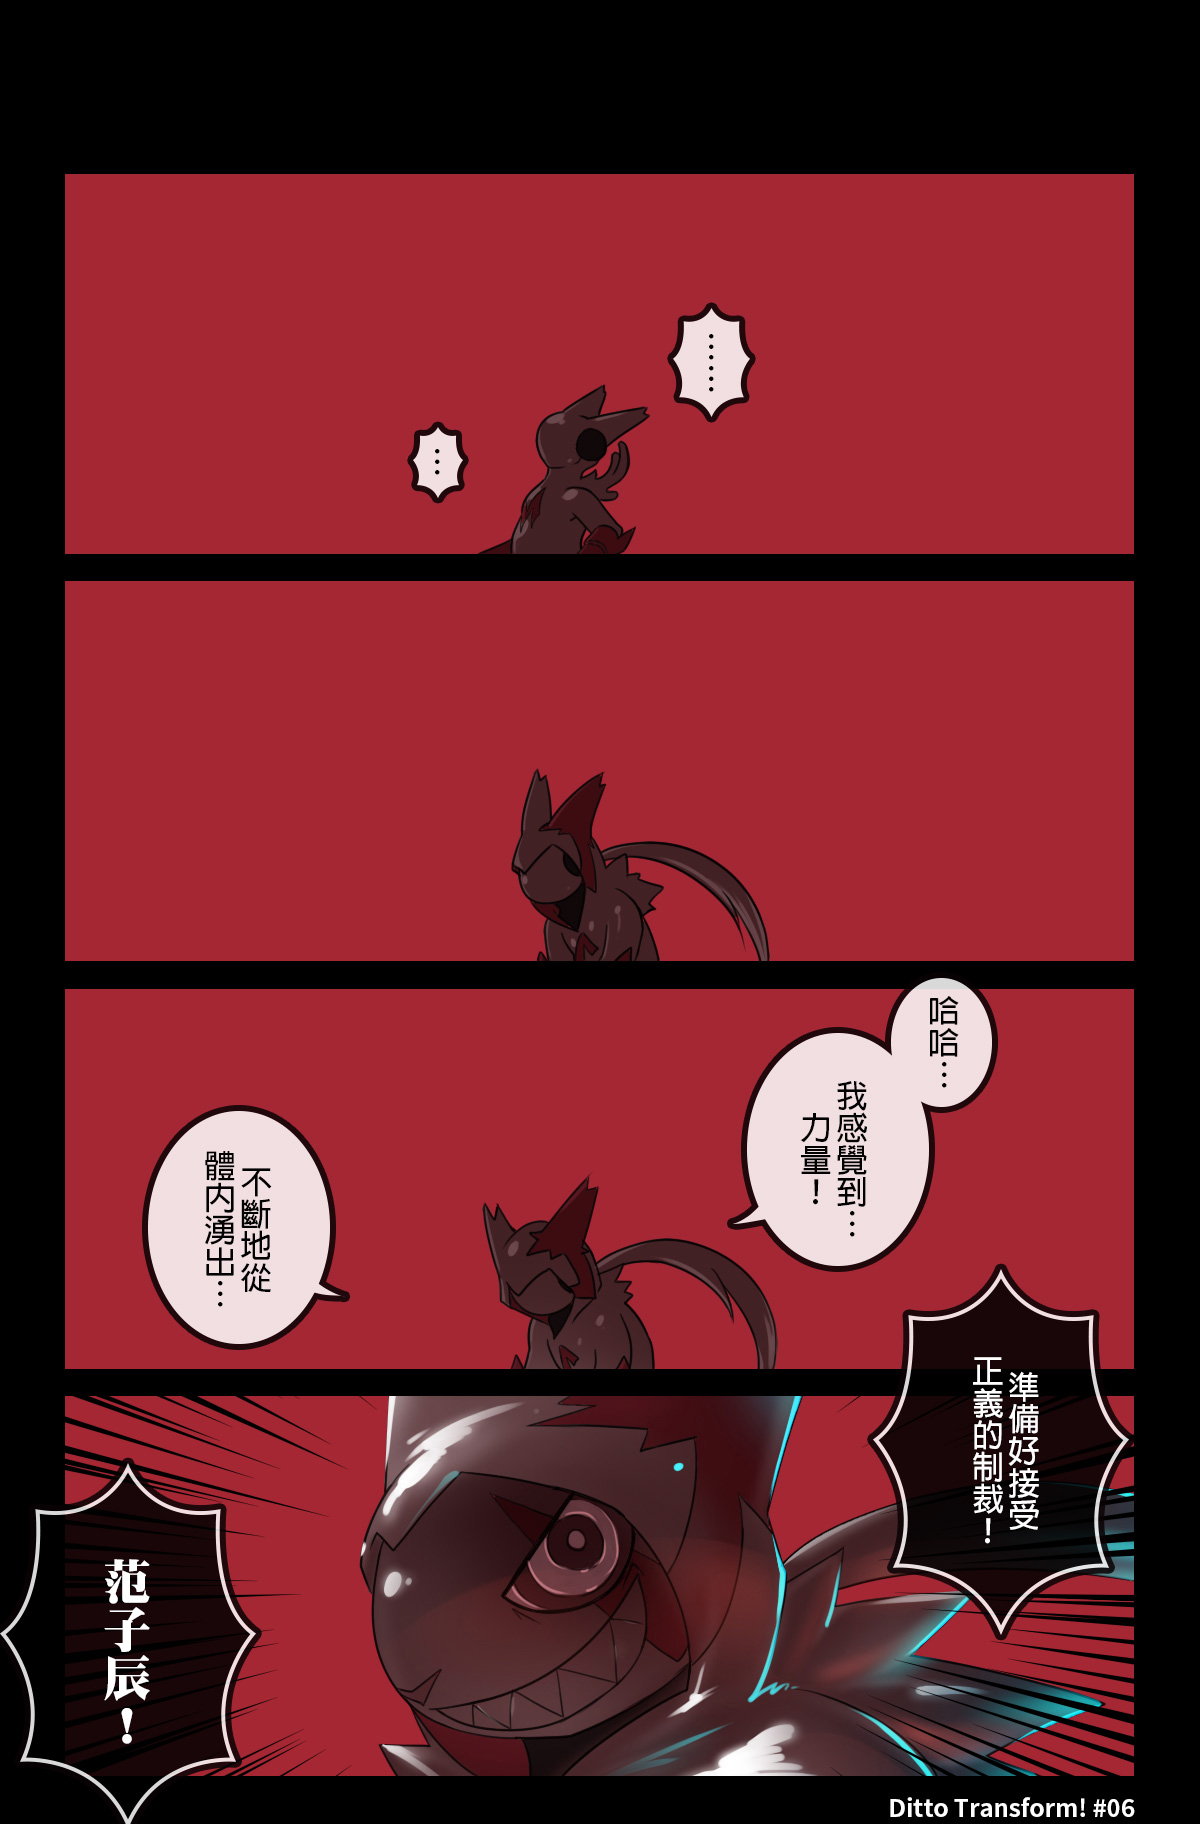 ……
…
哈哈…
我感覺到…
力量！
不斷地從
體內湧出…
準備好接受
正義的制裁！
范子辰！
Ditto Transform! #06